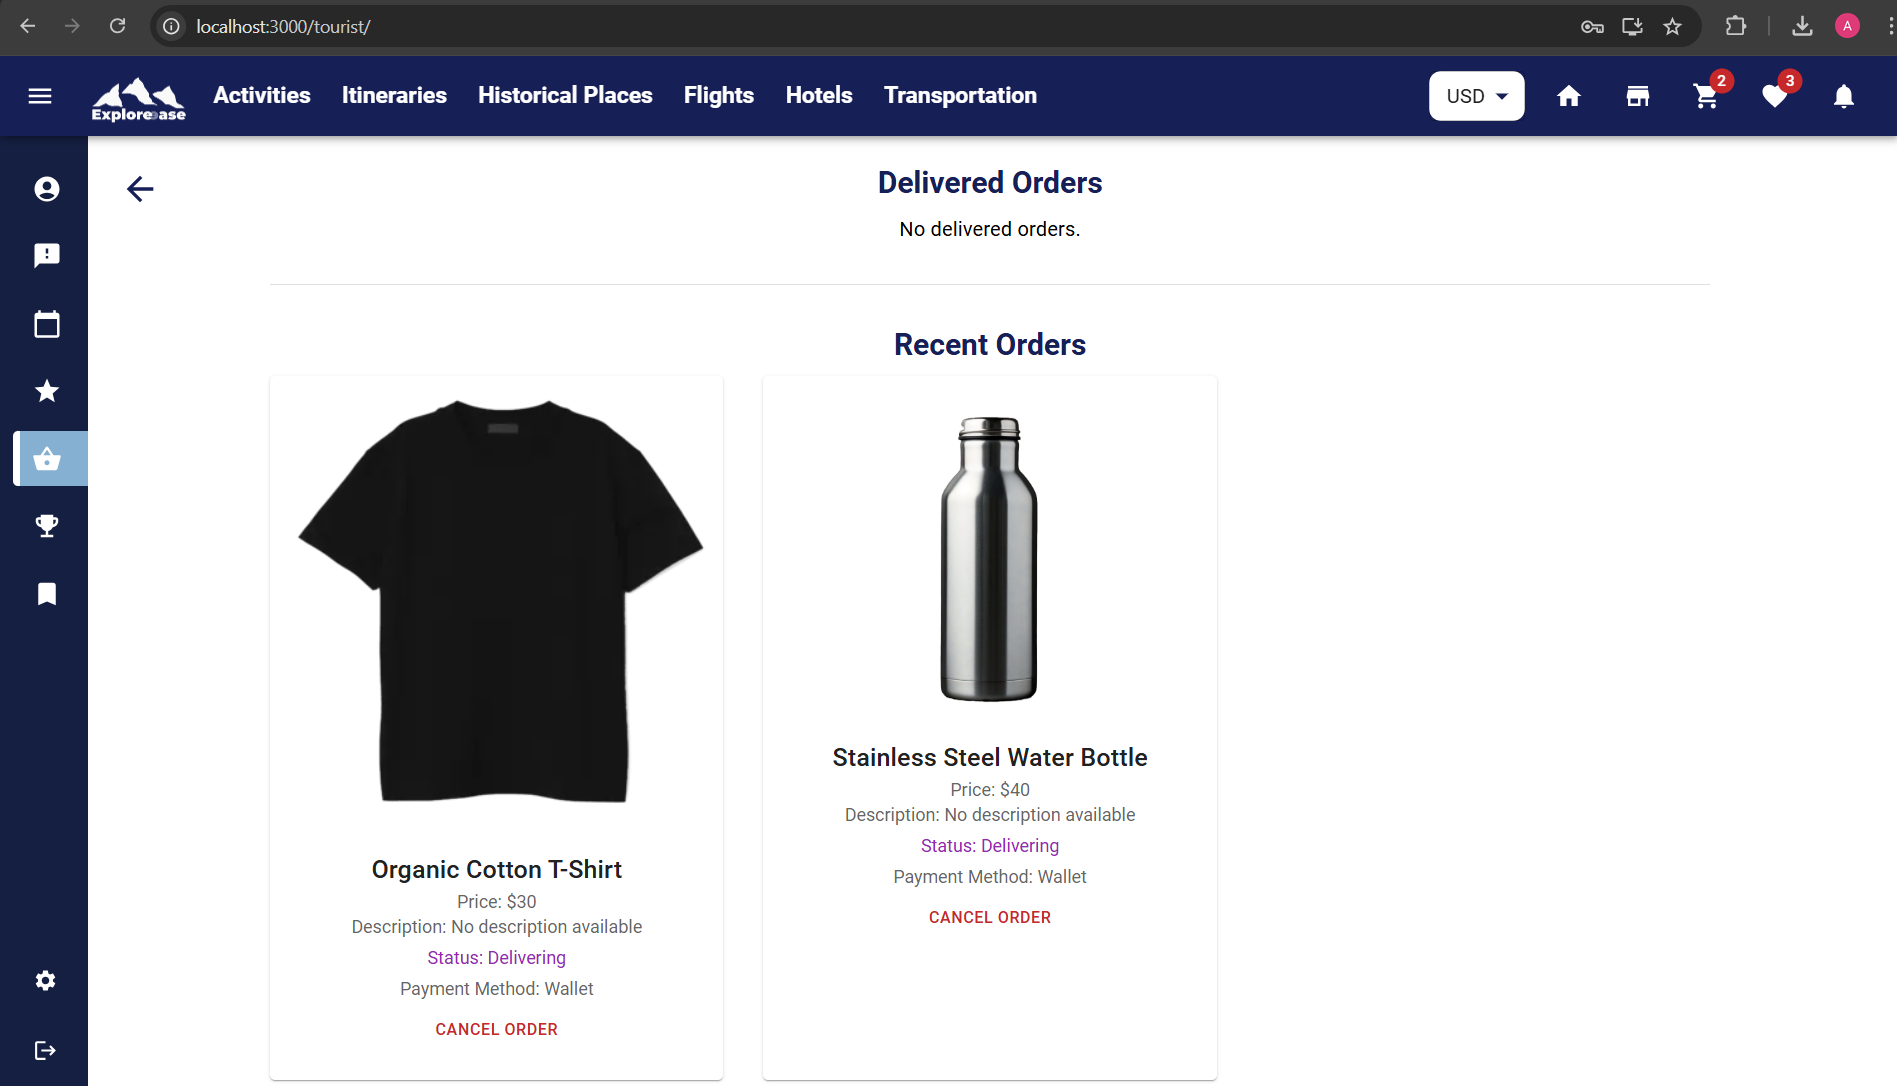 localhost:3000/tourist/
A
Exploreease
Activities
Itineraries
Historical Places
Flights
Hotels
Transportation
USD
2
3
Delivered Orders
No delivered orders.
Recent Orders
Organic Cotton T-Shirt
Price: $30
Description: No description available
Status: Delivering
Payment Method: Wallet
CANCEL ORDER
Stainless Steel Water Bottle
Price: $40
Description: No description available
Status: Delivering
Payment Method: Wallet
CANCEL ORDER